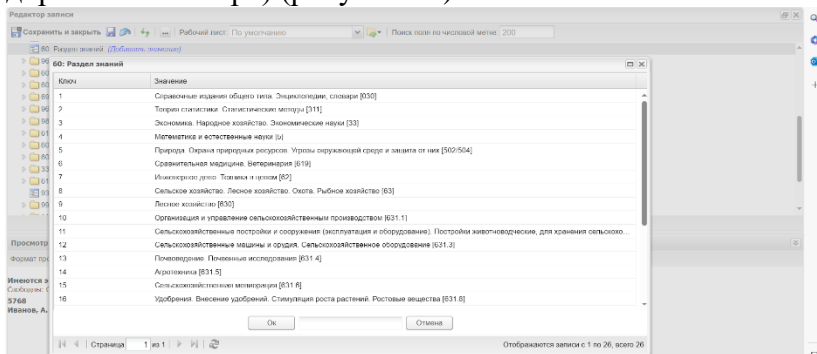 Редактор записи
Сохранить и закрыть Рабочий лист: По умолчанию Поиск поля по числовой метке: 200
60: Раздел знаний (Добавить значение)
60: Раздел знаний
Ключ Значение
1 Справочные издания общего типа. Энциклопедии, словари [030]
2 Теория статистики. Статистические методы [311]
3 Экономика. Народное хозяйство. Экономические науки [33]
4 Математика и естественные науки [5]
5 Природа. Охрана природных ресурсов. Угрозы окружающей среде и защита от них [502/504]
6 Сравнительная медицина. Ветеринария [619]
7 Инженерное дело. Техника в целом [62]
8 Сельское хозяйство. Лесное хозяйство. Охота. Рыбное хозяйство [63]
9 Лесное хозяйство [630]
10 Организация и управление сельскохозяйственным производством [631.1]
11 Сельскохозяйственные постройки и сооружения (эксплуатация и оборудование). Постройки животноводческие, для хранения сельскохо...
12 Сельскохозяйственные машины и орудия. Сельскохозяйственное оборудование [631.3]
13 Почвоведение. Почвенные исследования [631.4]
14 Агротехника [631.5]
15 Сельскохозяйственная мелиорация [631.6]
16 Удобрения. Внесение удобрений. Стимуляция роста растений. Ростовые вещества [631.8]
Ок Отмена
Страница 1 из 1 Отображаются записи с 1 по 26, всего 26
Просмотр
Формат
Имеются
5768
Иванов, А.